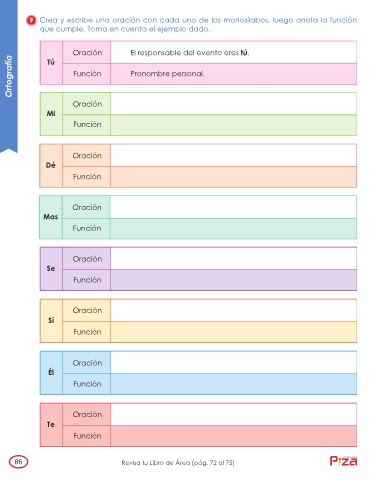 Ortografía
9 Crea y escribe una oración con cada uno de los monosílabos, luego anota la función
que cumple. Toma en cuenta el ejemplo dado.
Tú
Oración El responsable del evento eres tú.
Función Pronombre personal.
Mi
Oración
Función
Dé
Oración
Función
Mas
Oración
Función
Se
Oración
Función
Sí
Oración
Función
Él
Oración
Función
Te
Oración
Función
86
Revisa tu Libro de Área (pág. 72 al 75)